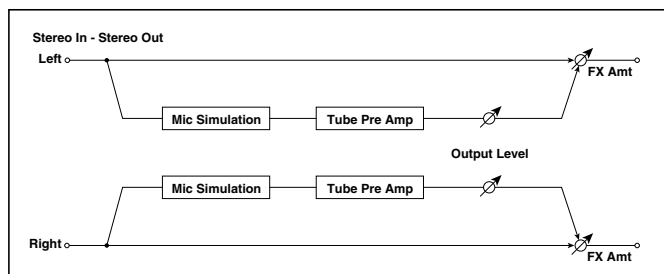 Stereo In - Stereo Out
Left
FX Amt
Mic Simulation
Tube Pre Amp
Output Level
Mic Simulation
Tube Pre Amp
Right
FX Amt